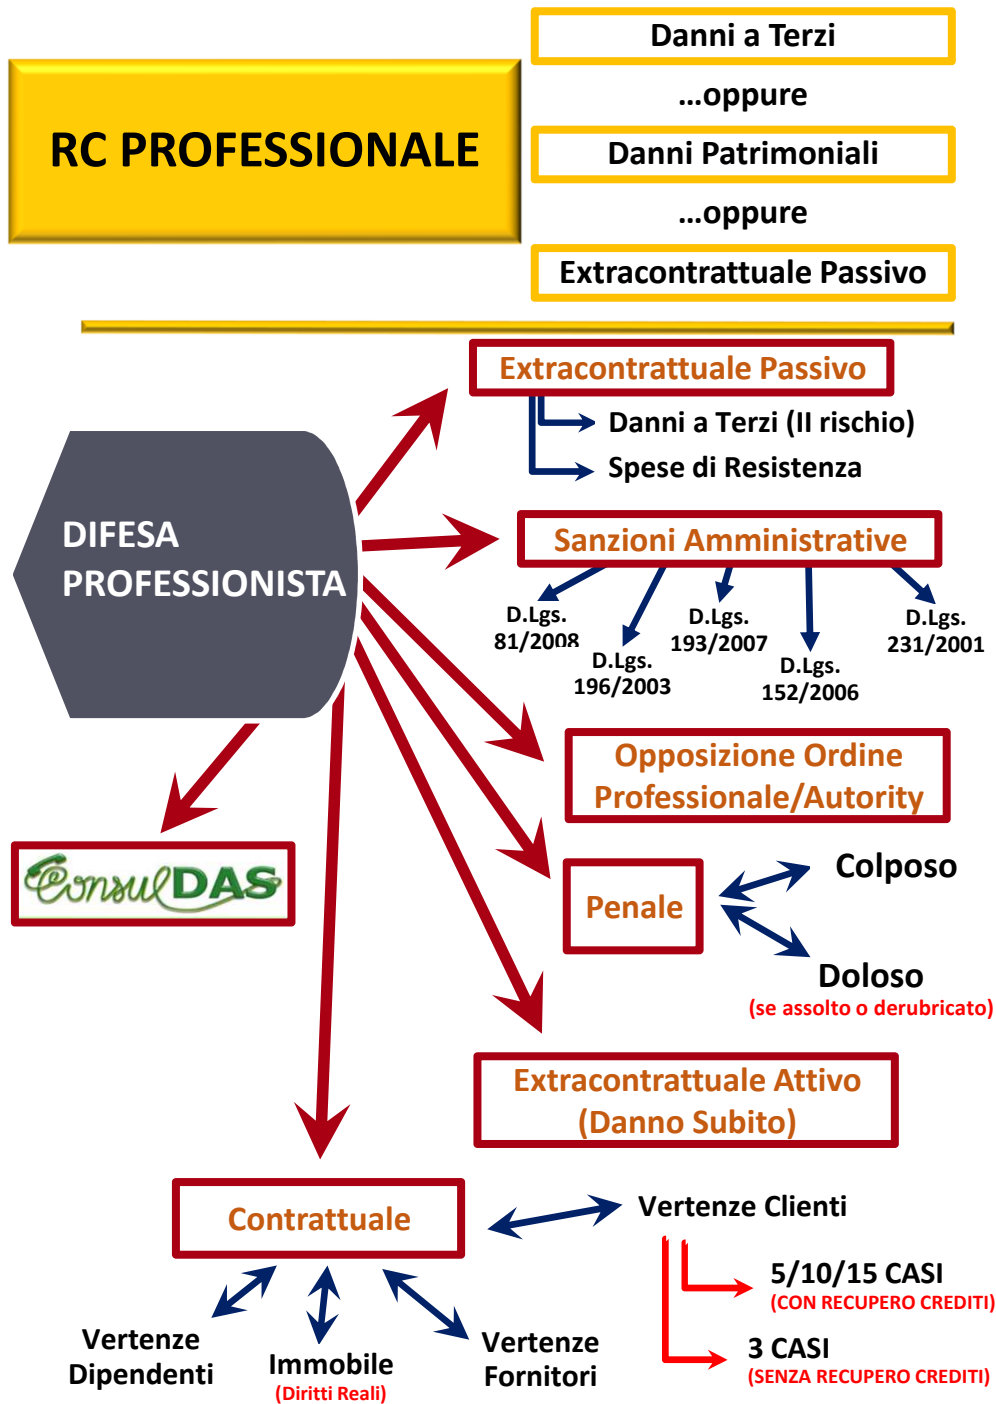 RC PROFESSIONALE
Danni a Terzi
...oppure
Danni Patrimoniali
...oppure
Extracontrattuale Passivo
Extracontrattuale Passivo
Danni a Terzi (II rischio)
Spese di Resistenza
DIFESA
PROFESSIONISTA
Sanzioni Amministrative
D.Lgs.
81/2008
D.Lgs.
196/2003
D.Lgs.
193/2007
D.Lgs.
152/2006
D.Lgs.
231/2001
Opposizione Ordine
Professionale/Autority
ConsulDAS
Penale
Colposo
Doloso
(se assolto o derubricato)
Extracontrattuale Attivo
(Danno Subito)
Contrattuale
Vertenze Clienti
5/10/15 CASI
(CON RECUPERO CREDITI)
3 CASI
(SENZA RECUPERO CREDITI)
Vertenze
Dipendenti
Immobile
(Diritti Reali)
Vertenze
Fornitori